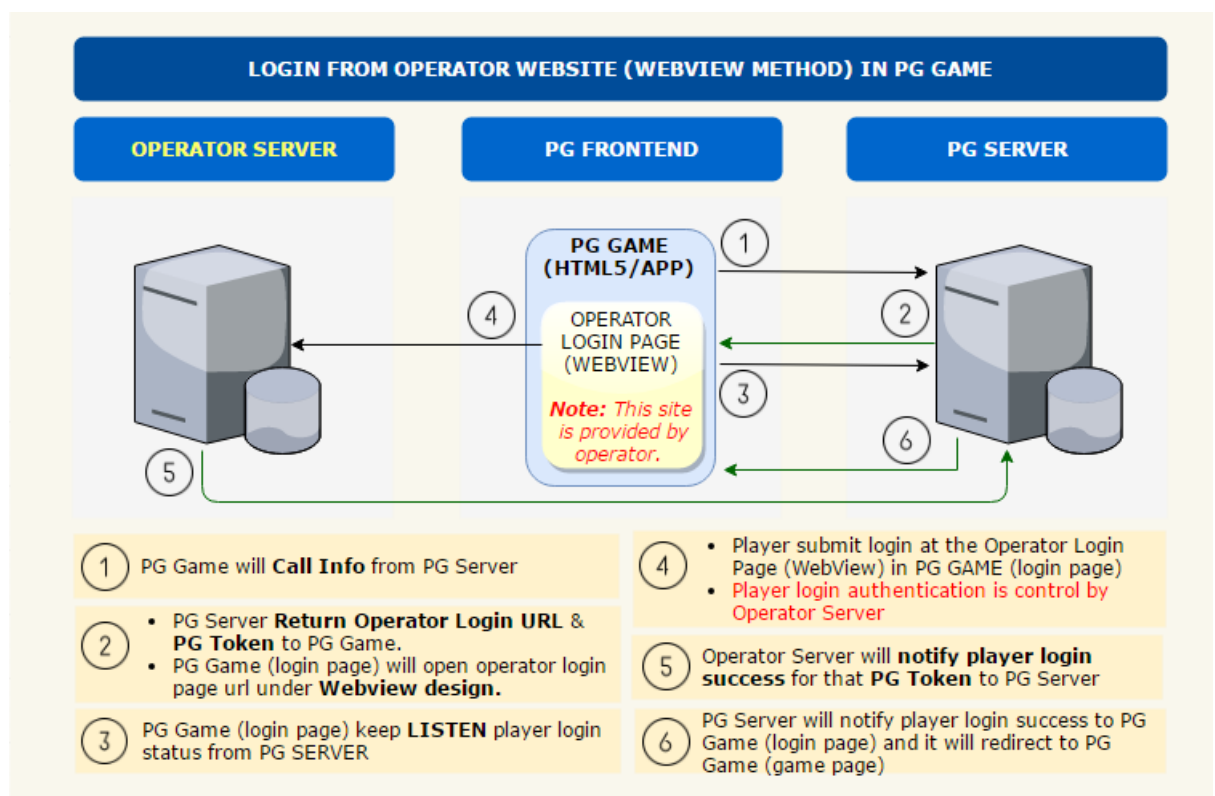 LOGIN FROM OPERATOR WEBSITE (WEBVIEW METHOD) IN PG GAME
OPERATOR SERVER
PG FRONTEND
PG SERVER
PG GAME
(HTML5/APP)
OPERATOR
LOGIN PAGE
(WEBVIEW)
Note: This site
is provided by
operator.
1
2
3
4
5
6
1
PG Game will Call Info from PG Server
2
• PG Server Return Operator Login URL &
PG Token to PG Game.
• PG Game (login page) will open operator login
page url under Webview design.
3
PG Game (login page) keep LISTEN player login
status from PG SERVER
4
• Player submit login at the Operator Login
Page (WebView) in PG GAME (login page)
• Player login authentication is control by
Operator Server
5
Operator Server will notify player login
success for that PG Token to PG Server
6
PG Server will notify player login success to PG
Game (login page) and it will redirect to PG
Game (game page)